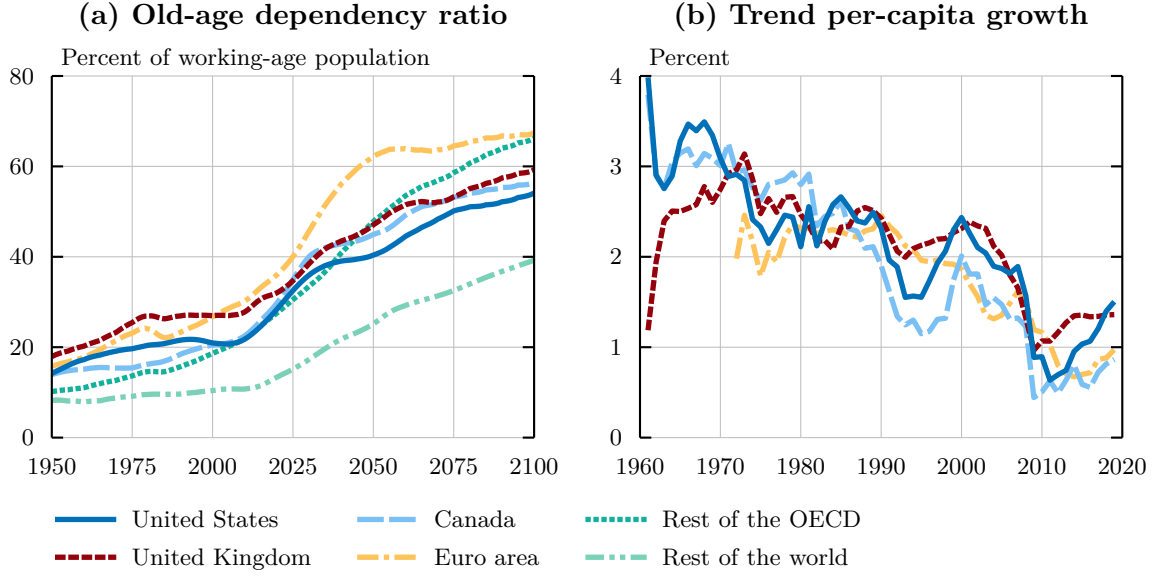 (a) Old-age dependency ratio
Percent of working-age population
80
60
40
20
0
1950 1975 2000 2025 2050 2075 2100
(b) Trend per-capita growth
Percent
4
3
2
1
0
1960 1970 1980 1990 2000 2010 2020
United States Canada Rest of the OECD
United Kingdom Euro area Rest of the world